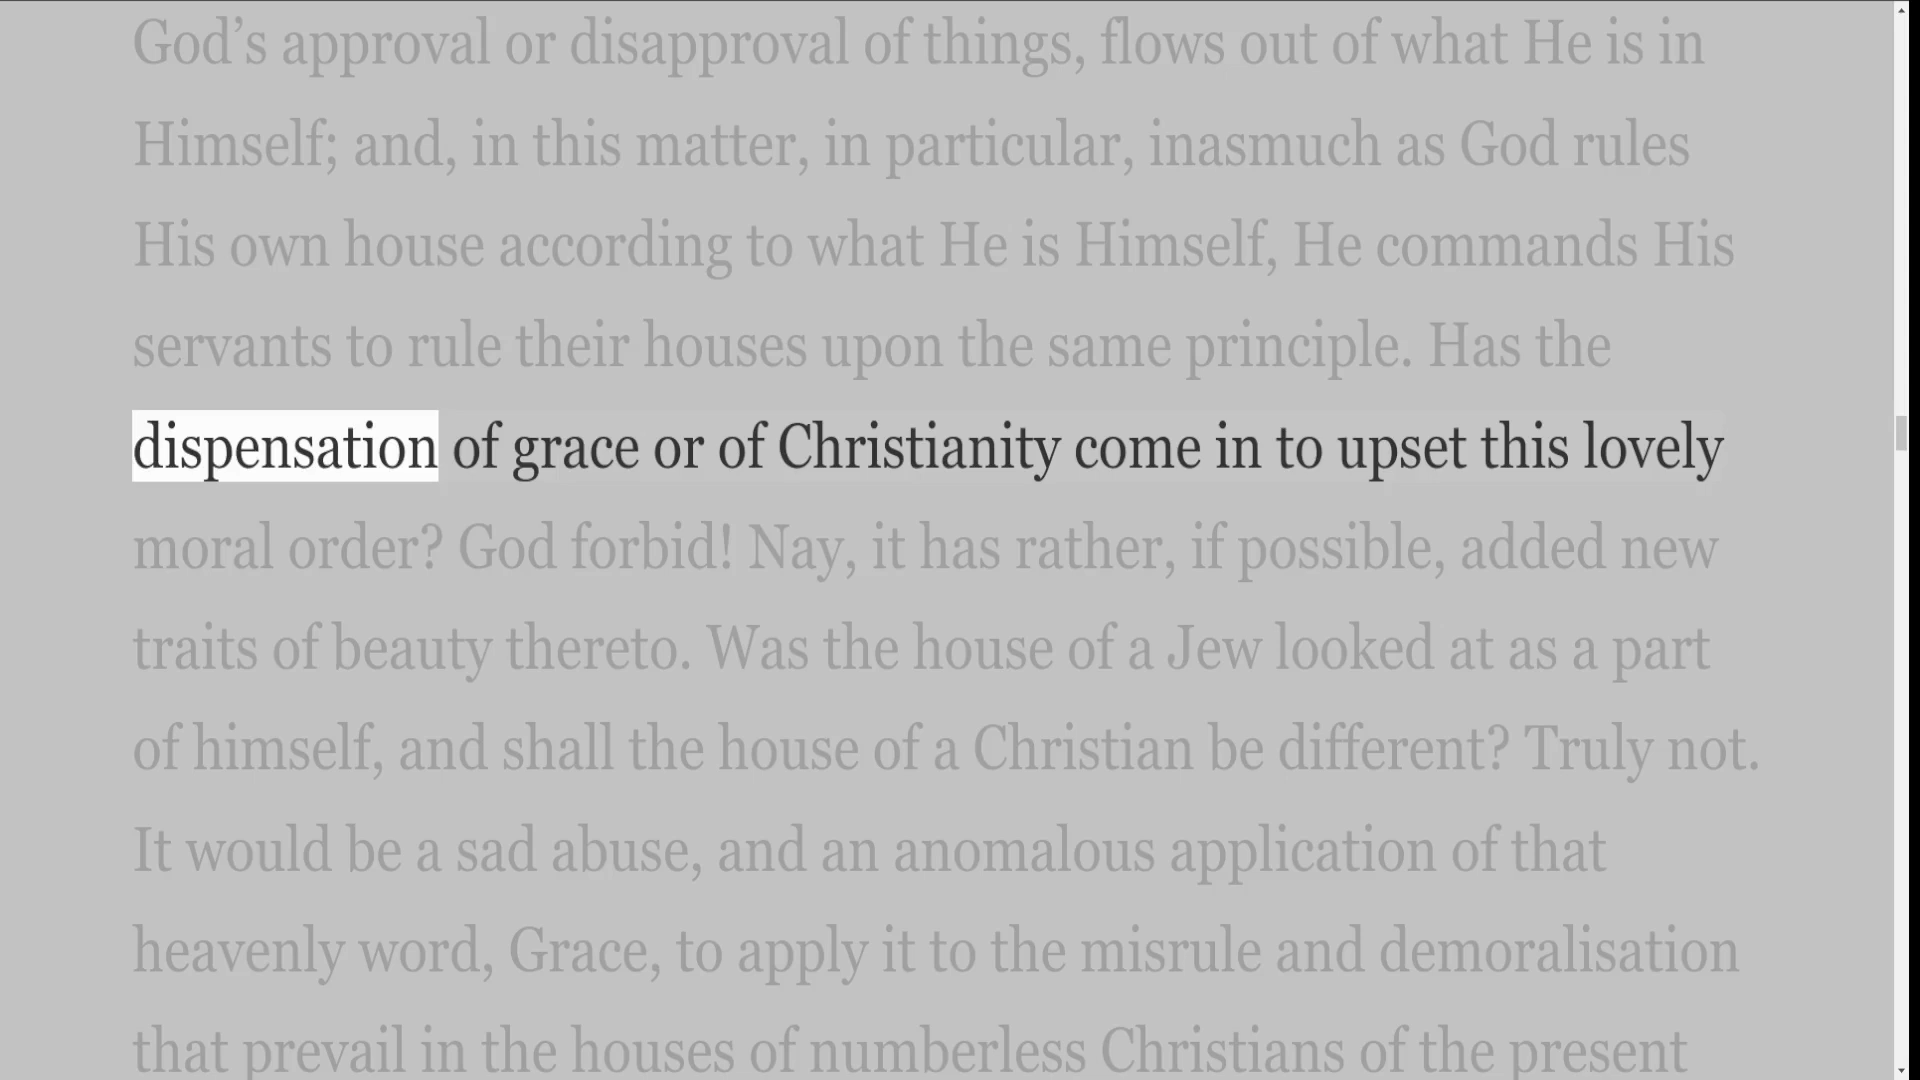 God’s approval or disapproval of things, flows out of what He is in
Himself; and, in this matter, in particular, inasmuch as God rules
His own house according to what He is Himself, He commands His
servants to rule their houses upon the same principle. Has the
dispensation of grace or of Christianity come in to upset this lovely
moral order? God forbid! Nay, it has rather, if possible, added new
traits of beauty thereto. Was the house of a Jew looked at as a part
of himself, and shall the house of a Christian be different? Truly not.
It would be a sad abuse, and an anomalous application of that
heavenly word, Grace, to apply it to the misrule and demoralisation
that prevail in the houses of numberless Christians of the present